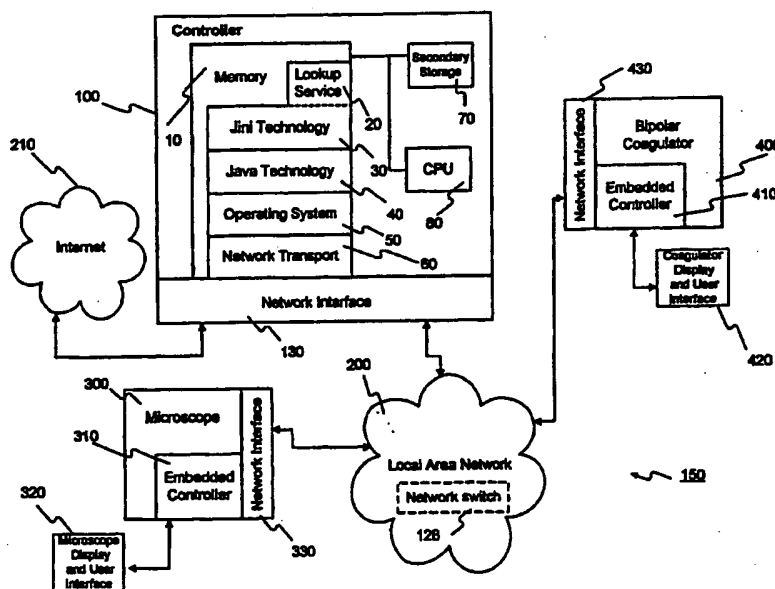 Controller
100
Memory
10
Lookup
Service
20
Secondary
Storage
70
Jini Technology
30
Java Technology
40
CPU
80
Operating System
50
Network Transport
60
Network Interface
130
210
Internet
430
Network Interface
Bipolar
Coagulator
400
Embedded
Controller
410
Coagulator
Display
and User
Interface
420
300
Microscope
310
Embedded
Controller
Network Interface
330
320
Microscope
Display
and User
Interface
200
Local Area Network
Network switch
126
150